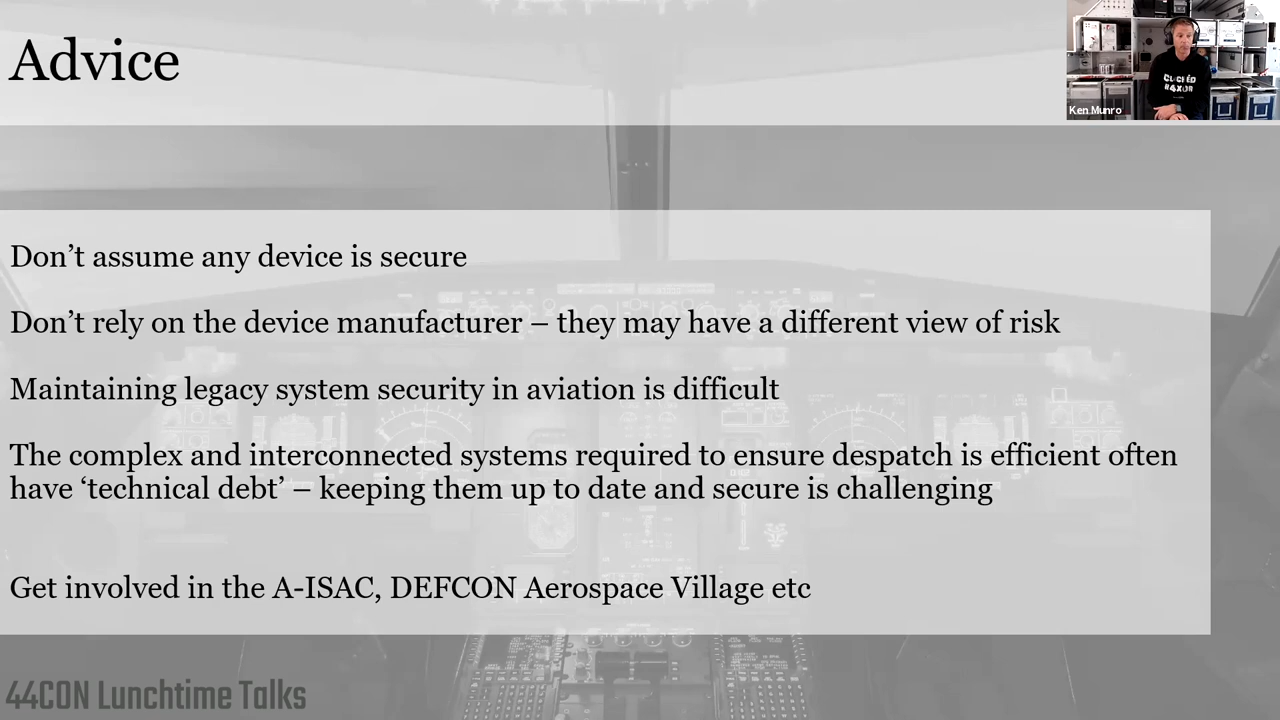 Advice
Ken Munro
Don’t assume any device is secure
Don’t rely on the device manufacturer – they may have a different view of risk
Maintaining legacy system security in aviation is difficult
The complex and interconnected systems required to ensure despatch is efficient often
have ‘technical debt’ – keeping them up to date and secure is challenging
Get involved in the A-ISAC, DEFCON Aerospace Village etc
44CON Lunchtime Talks